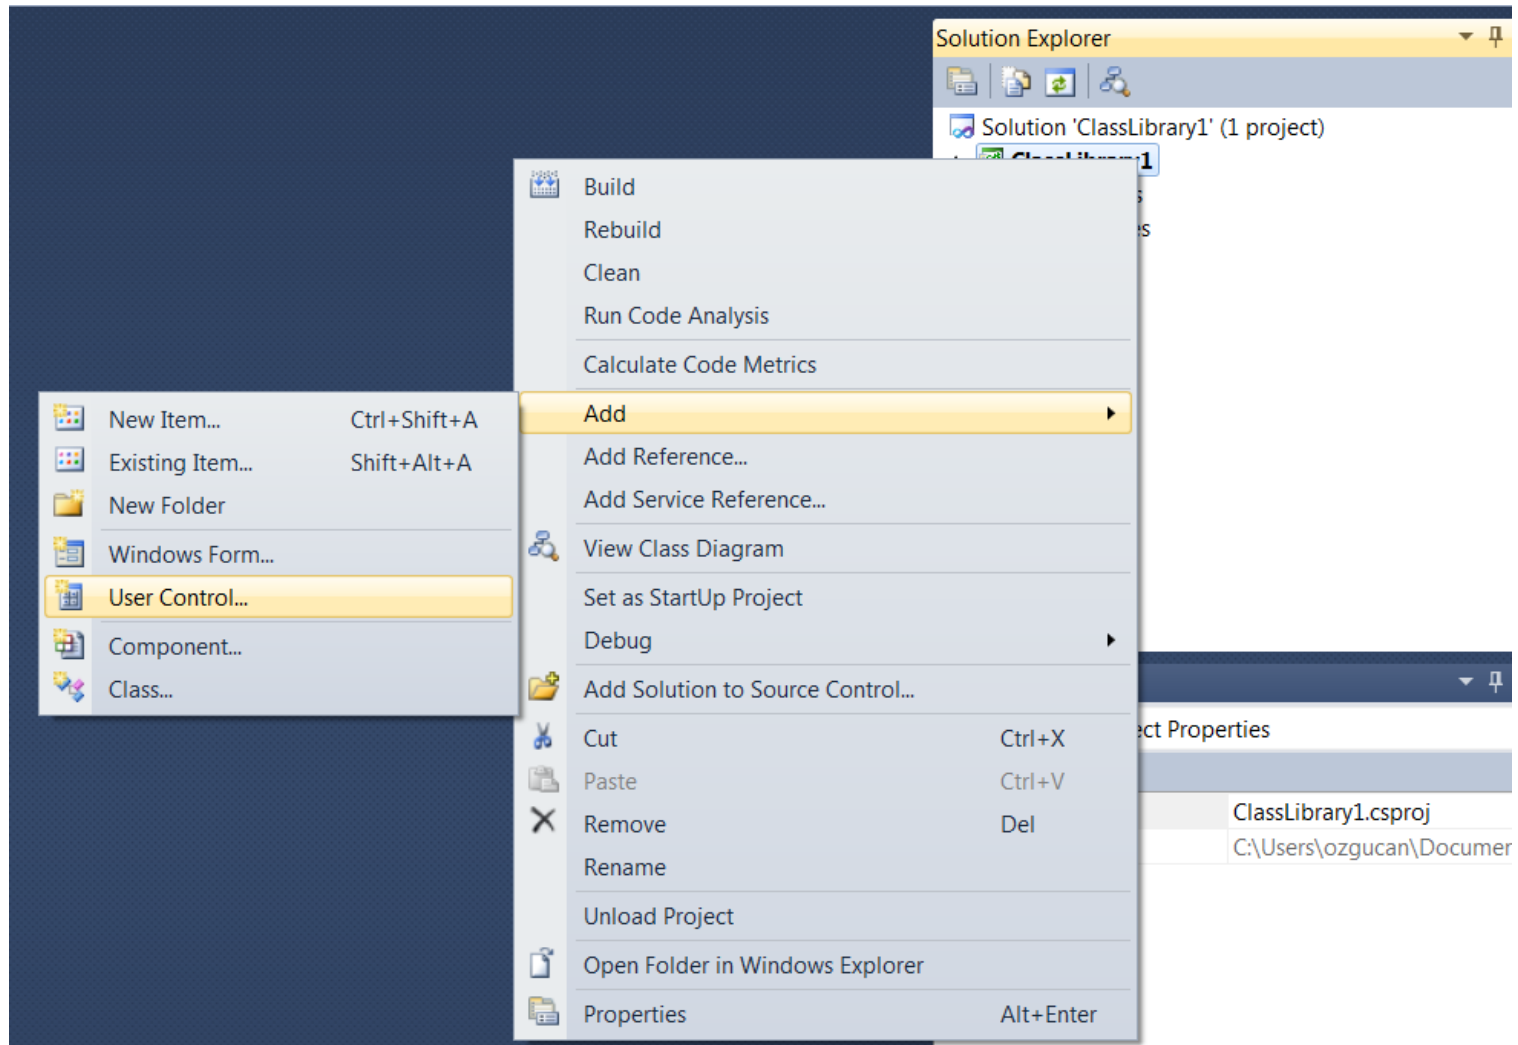 Solution Explorer
Solution 'ClassLibrary1' (1 project)
ClassLibrary1
Build
Rebuild
Clean
Run Code Analysis
Calculate Code Metrics
Add
Add Reference...
Add Service Reference...
View Class Diagram
Set as StartUp Project
Debug
Add Solution to Source Control...
Cut Ctrl+X
Paste Ctrl+V
Remove Del
Rename
Unload Project
Open Folder in Windows Explorer
Properties Alt+Enter
New Item... Ctrl+Shift+A
Existing Item... Shift+Alt+A
New Folder
Windows Form...
User Control...
Component...
Class...
Properties
ClassLibrary1.csproj
C:\Users\ozgucan\Documen